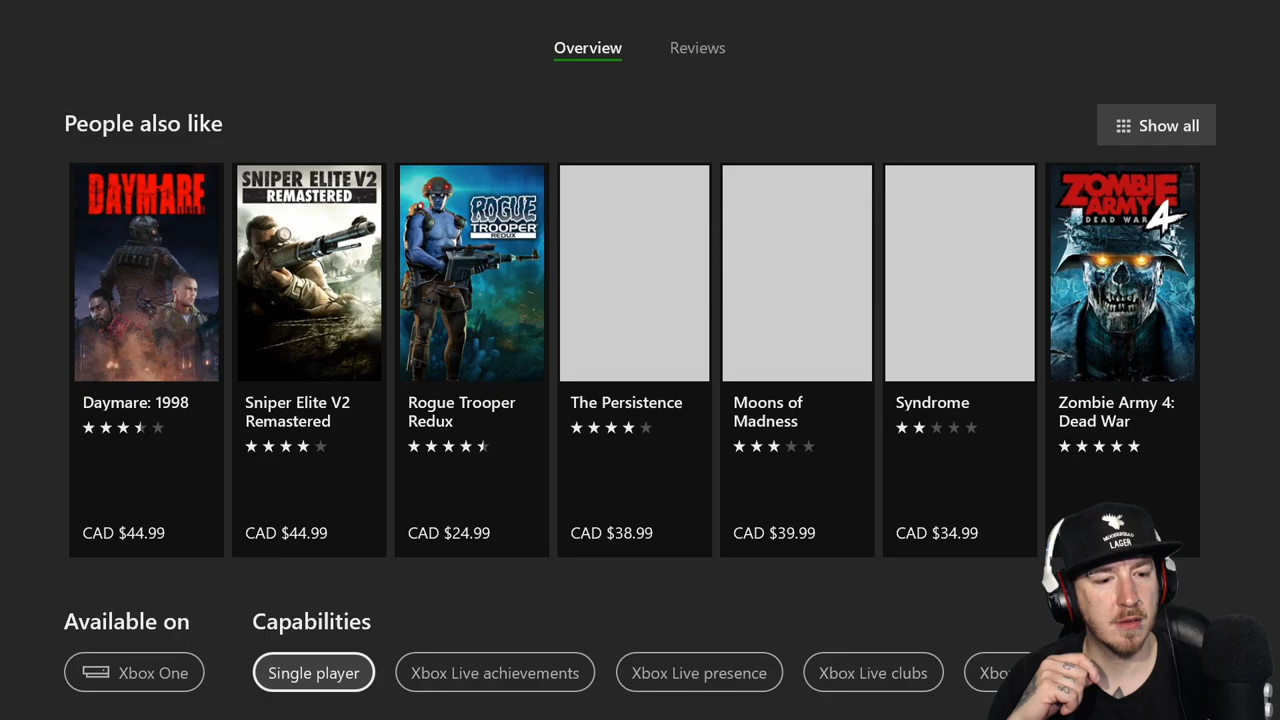 Overview
Reviews
People also like
Show all
DAYMARE
SNIPER ELITE V2
REMASTERED
ROGUE
TROOPER
REDUX
ZOMBIE
ARMY 4
DEAD WAR
Daymare: 1998
Sniper Elite V2
Remastered
Rogue Trooper
Redux
The Persistence
Moons of
Madness
Syndrome
Zombie Army 4:
Dead War
CAD $44.99
CAD $44.99
CAD $24.99
CAD $38.99
CAD $39.99
CAD $34.99
MOOSEHEAD
LAGER
Available on
Capabilities
Xbox One
Single player
Xbox Live achievements
Xbox Live presence
Xbox Live clubs